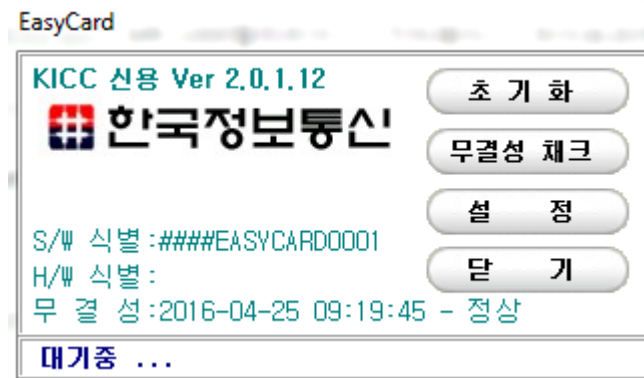 EasyCard
KICC 신용 Ver 2.0.1.12
한국정보통신
초 기 화
무결성 체크
설 정
닫 기
S/W 식별:####EASYCARD0001
H/W 식별:
무 결 성:2016-04-25 09:19:45 - 정상
대기중 ...